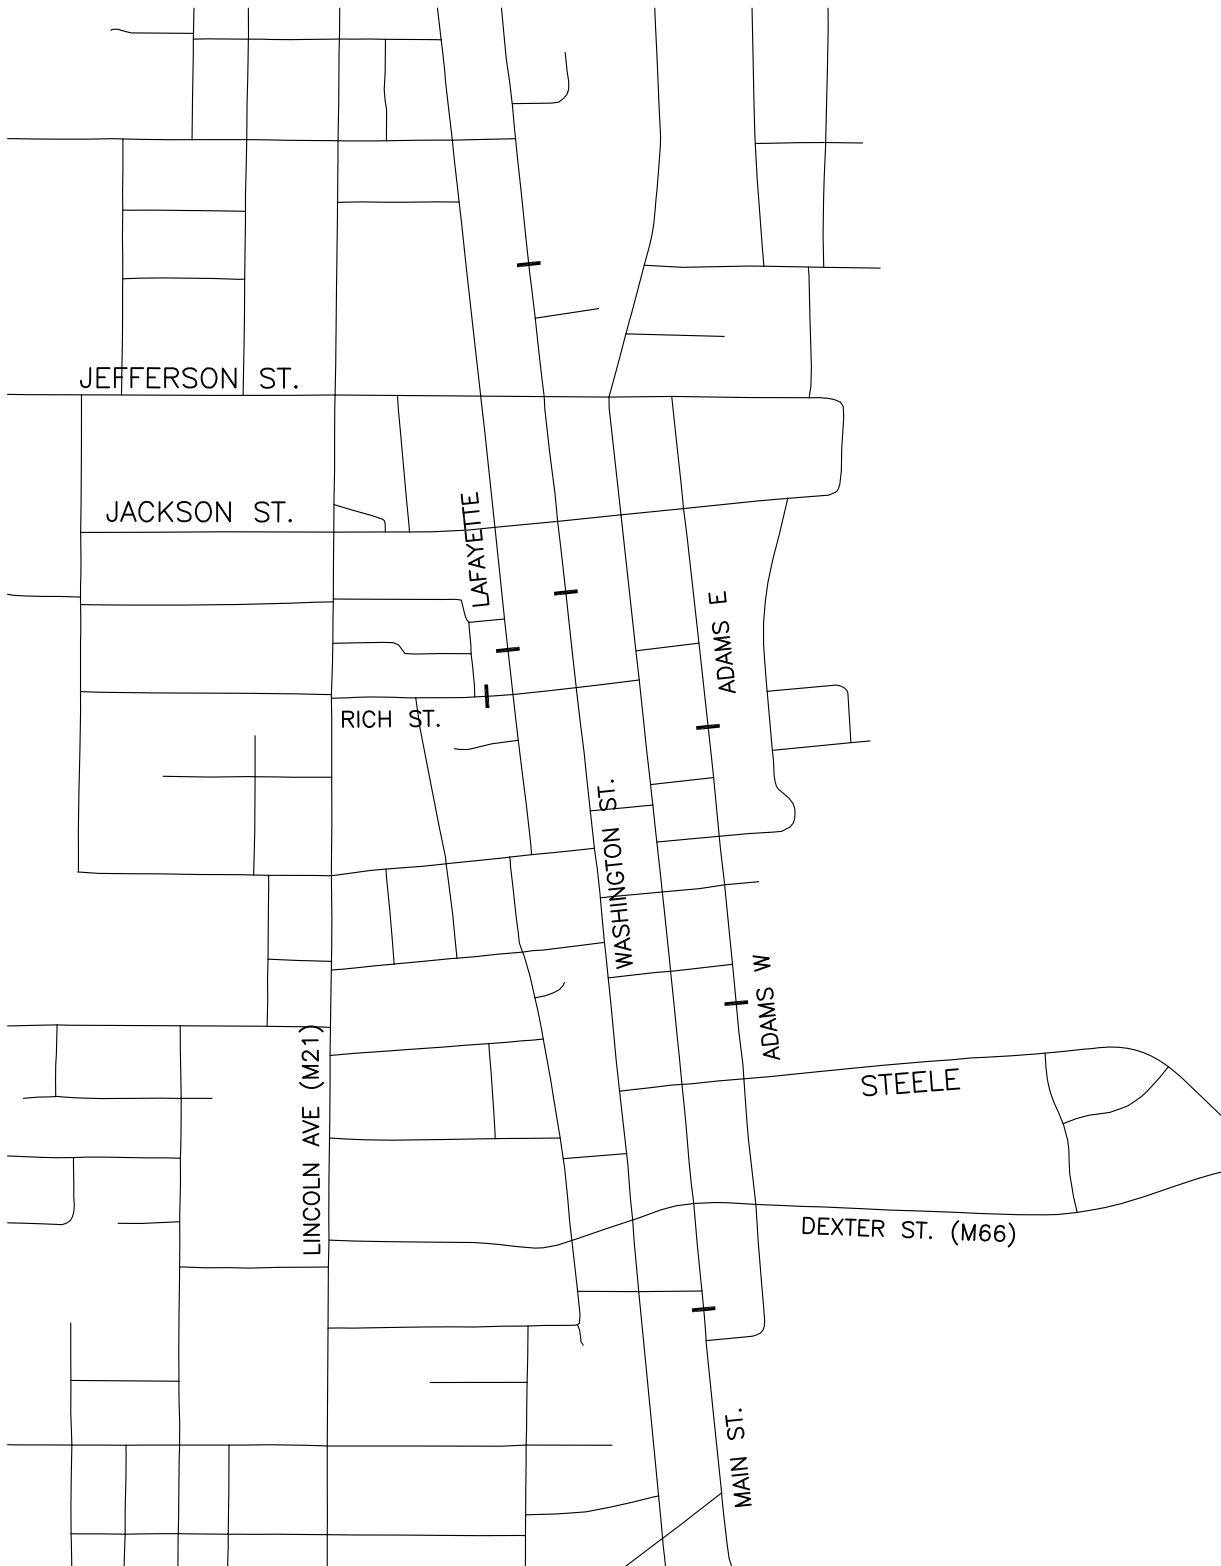 JEFFERSON ST.
JACKSON ST.
LAFAYETTE
ADAMS E
RICH ST.
WASHINGTON ST.
ADAMS W
LINCOLN AVE (M21)
STEELE
DEXTER ST. (M66)
MAIN ST.